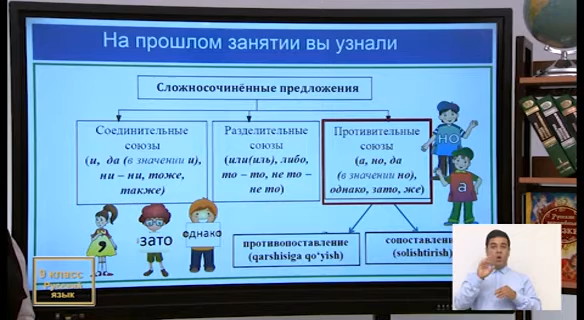 На прошлом занятии вы узнали
Сложносочинённые предложения
Соединительные
союзы
(и, да (в значении и),
ни – ни, тоже,
также)
Разделительные
союзы
(или(иль), либо,
то – то, не то –
не то)
Противительные
союзы
(а, но, да
(в значении но),
однако, зато, же)
но
а
,
зато
однако
противопоставление
(qarshisiga qo‘yish)
сопоставлени
(solishtirish)
9 класс
Русский
язык